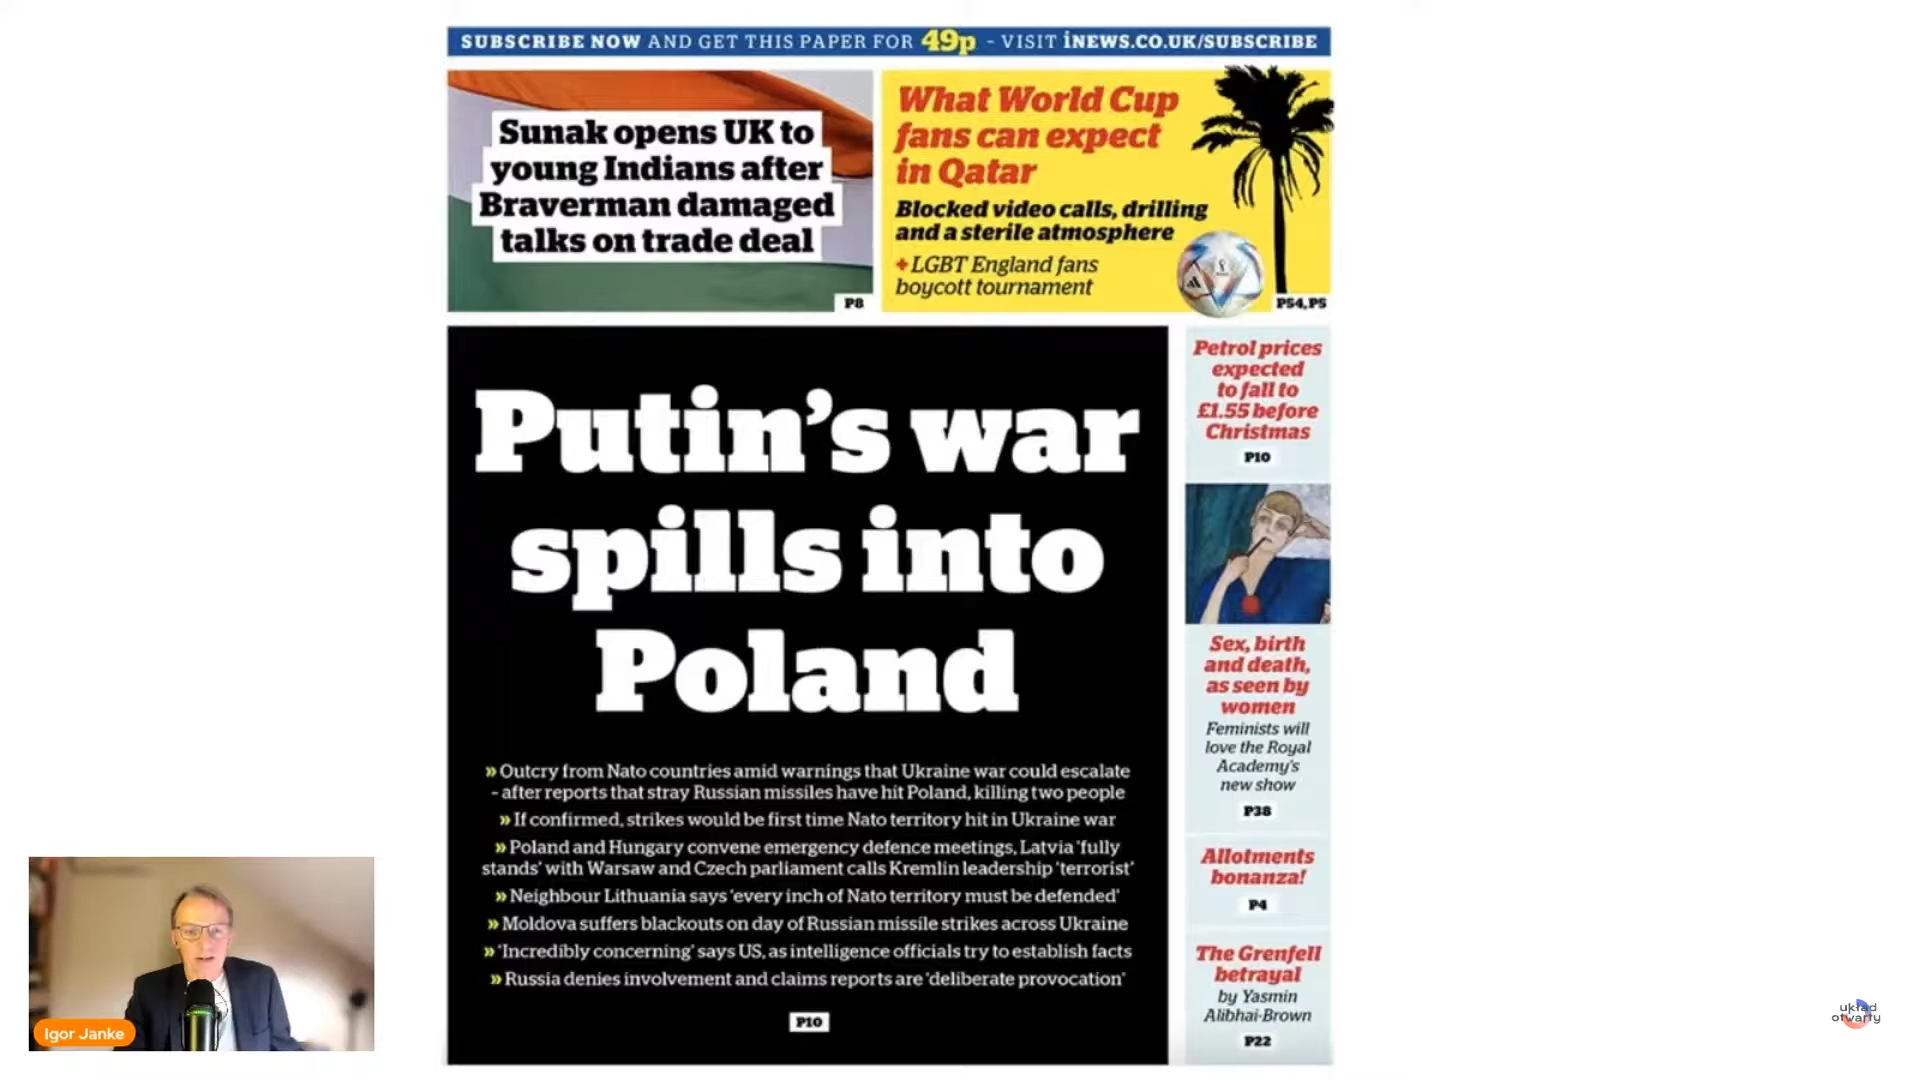 SUBSCRIBE NOW AND GET THIS PAPER FOR 49p - VISIT iNEWS.CO.UK/SUBSCRIBE
Sunak opens UK to
young Indians after
Braverman damaged
talks on trade deal
P8
What World Cup
fans can expect
in Qatar
Blocked video calls, drilling
and a sterile atmosphere
+ LGBT England fans
boycott tournament
P54, P5
Putin's war
spills into
Poland
» Outcry from Nato countries amid warnings that Ukraine war could escalate
- after reports that stray Russian missiles have hit Poland, killing two people
» If confirmed, strikes would be first time Nato territory hit in Ukraine war
» Poland and Hungary convene emergency defence meetings, Latvia 'fully
stands' with Warsaw and Czech parliament calls Kremlin leadership 'terrorist'
» Neighbour Lithuania says 'every inch of Nato territory must be defended'
» Moldova suffers blackouts on day of Russian missile strikes across Ukraine
» 'Incredibly concerning' says US, as intelligence officials try to establish facts
» Russia denies involvement and claims reports are 'deliberate provocation'
P10
Petrol prices
expected
to fall to
£1.55 before
Christmas
P10
Sex, birth
and death,
as seen by
women
Feminists will
love the Royal
Academy's
new show
P38
Allotments
bonanza!
P4
The Grenfell
betrayal
by Yasmin
Alibhai-Brown
P22
Igor Janke
układ
otwarty